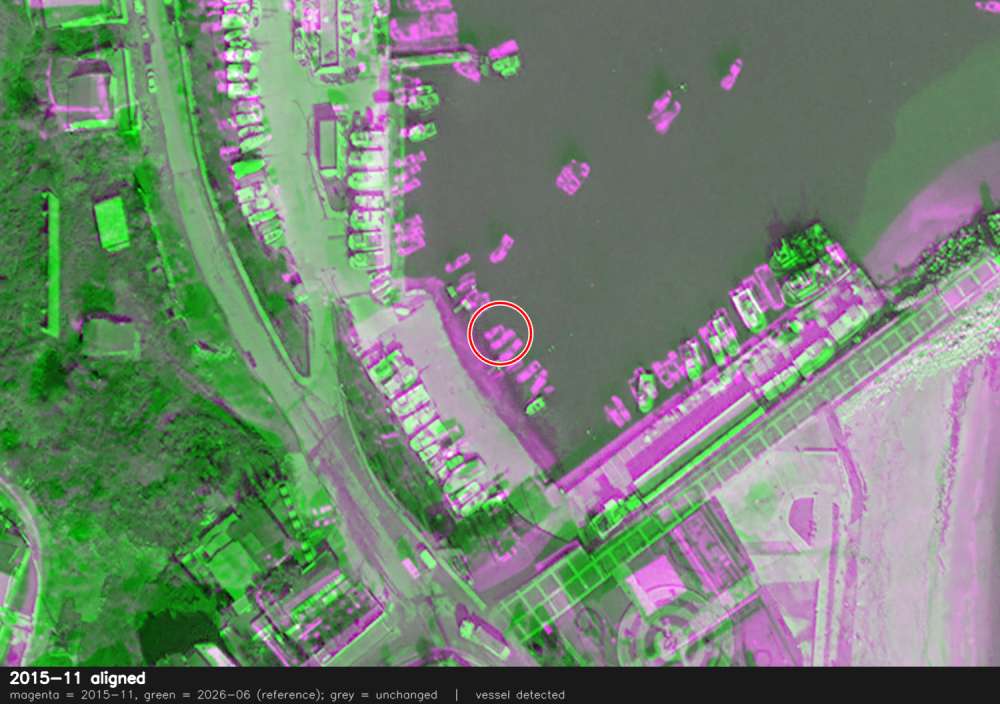 2015-11 aligned
magenta = 2015-11, green = 2026-06 (reference); grey = unchanged | vessel detected